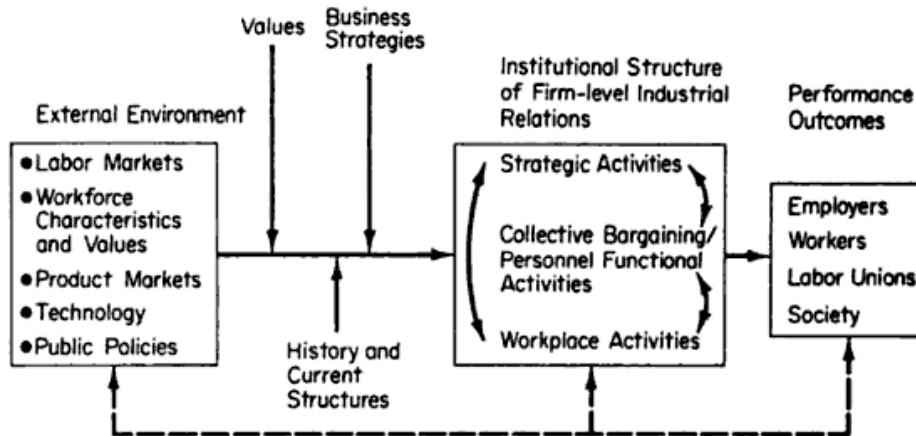 Values
Business
Strategies
External Environment
●Labor Markets
●Workforce
Characteristics
and Values
●Product Markets
●Technology
●Public Policies
History and
Current
Structures
Institutional Structure
of Firm-level Industrial
Relations
Strategic Activities
Collective Bargaining/
Personnel Functional
Activities
Workplace Activities
Performance
Outcomes
Employers
Workers
Labor Unions
Society